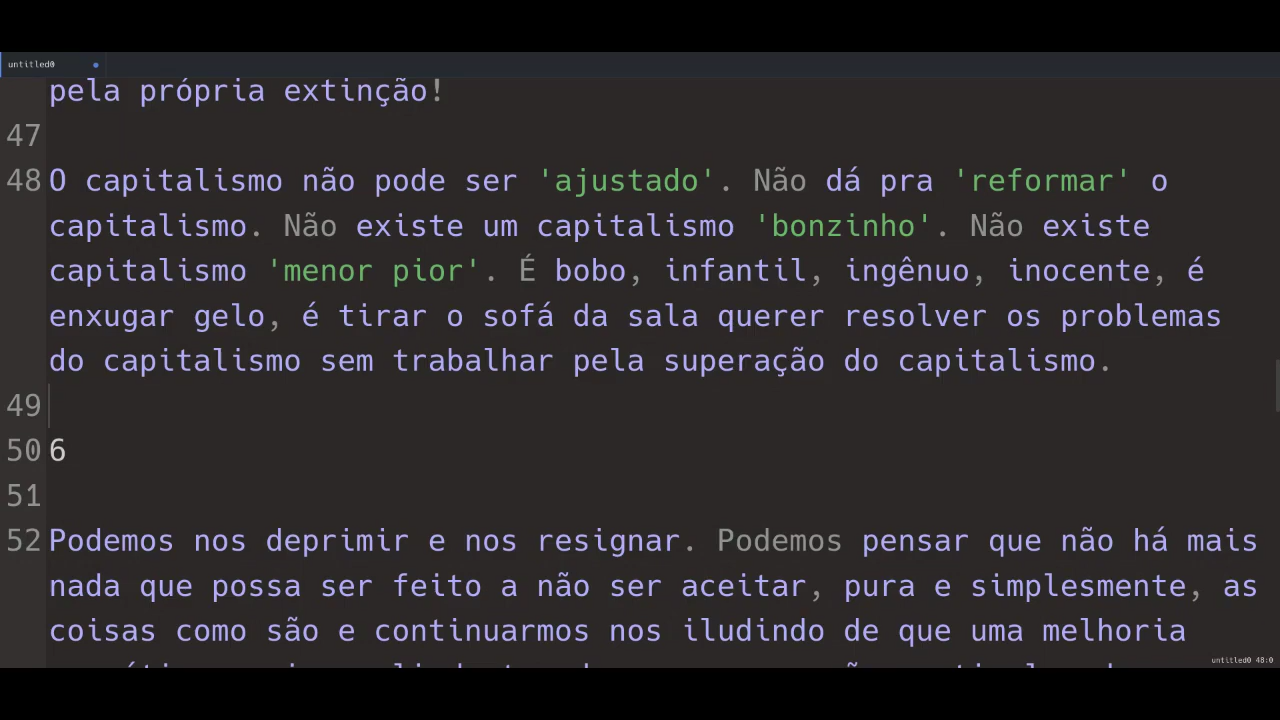 untitled0
pela própria extinção!
47
48 O capitalismo não pode ser 'ajustado'. Não dá pra 'reformar' o
capitalismo. Não existe um capitalismo 'bonzinho'. Não existe
capitalismo 'menor pior'. É bobo, infantil, ingênuo, inocente, é
enxugar gelo, é tirar o sofá da sala querer resolver os problemas
do capitalismo sem trabalhar pela superação do capitalismo.
49
50 6
51
52 Podemos nos deprimir e nos resignar. Podemos pensar que não há mais
nada que possa ser feito a não ser aceitar, pura e simplesmente, as
coisas como são e continuarmos nos iludindo de que uma melhoria
untitled0 48:0